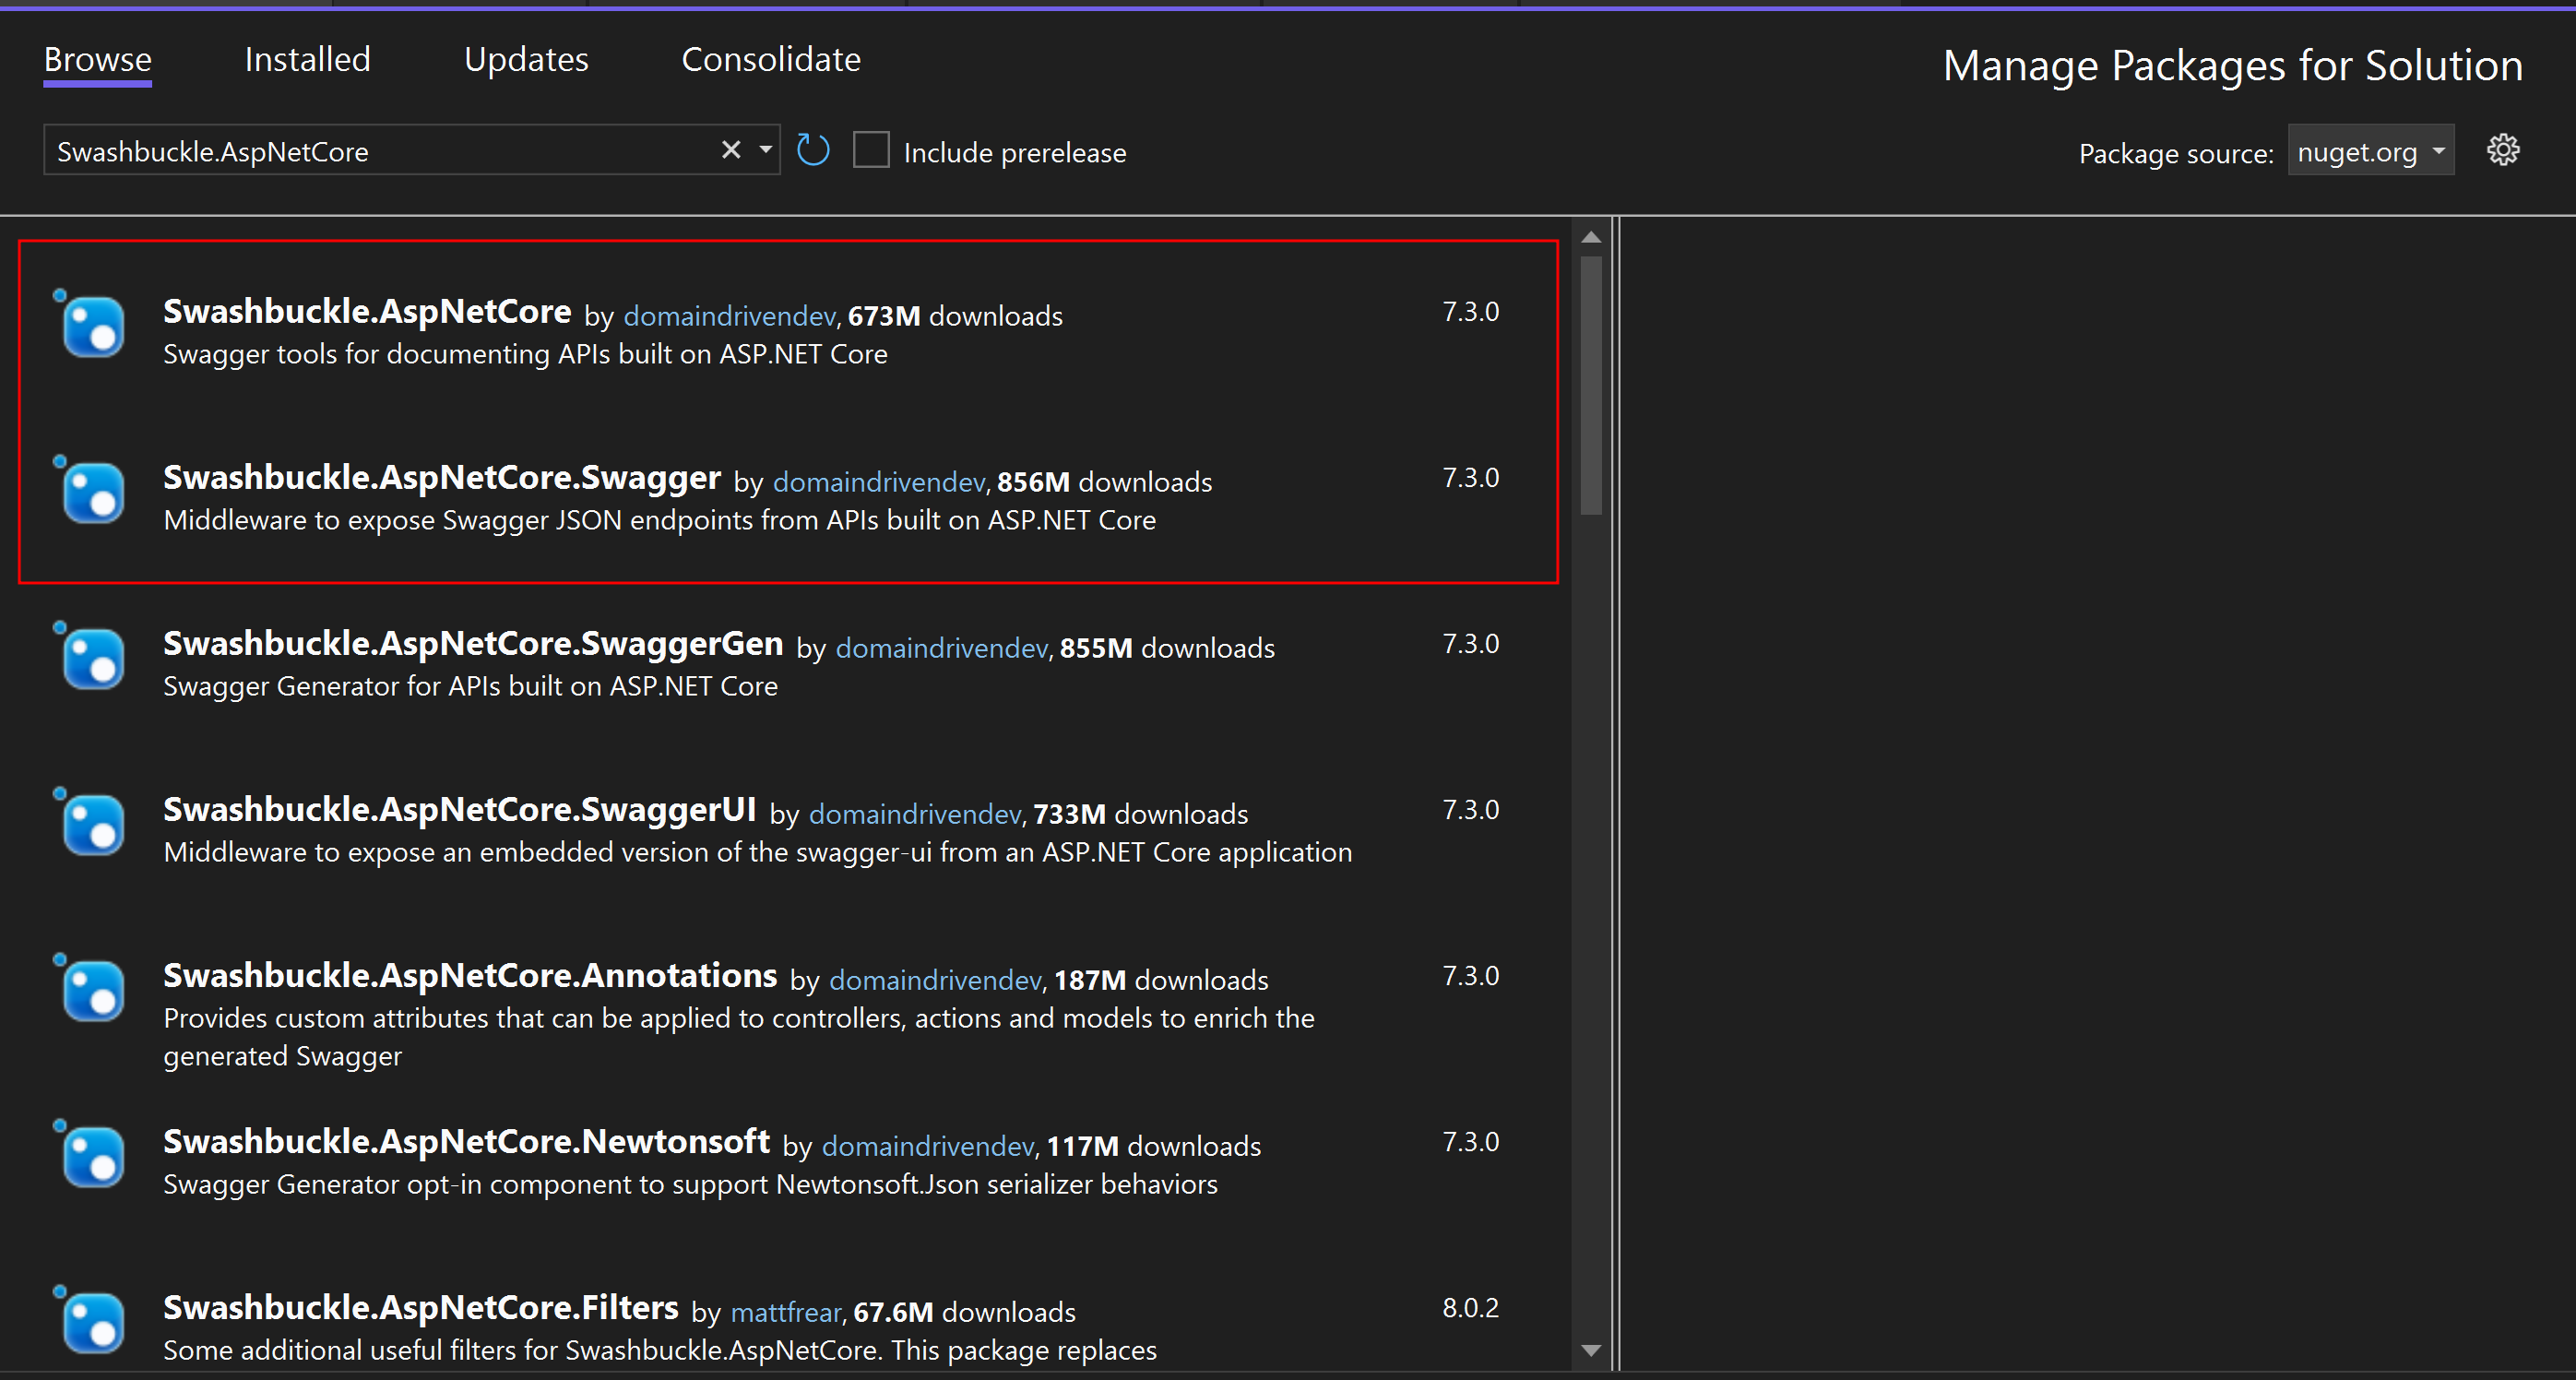 Browse Installed Updates Consolidate
Manage Packages for Solution
Swashbuckle.AspNetCore
Include prerelease
Package source: nuget.org
Swashbuckle.AspNetCore by domaindrivendev, 673M downloads 7.3.0
Swagger tools for documenting APIs built on ASP.NET Core
Swashbuckle.AspNetCore.Swagger by domaindrivendev, 856M downloads 7.3.0
Middleware to expose Swagger JSON endpoints from APIs built on ASP.NET Core
Swashbuckle.AspNetCore.SwaggerGen by domaindrivendev, 855M downloads 7.3.0
Swagger Generator for APIs built on ASP.NET Core
Swashbuckle.AspNetCore.SwaggerUI by domaindrivendev, 733M downloads 7.3.0
Middleware to expose an embedded version of the swagger-ui from an ASP.NET Core application
Swashbuckle.AspNetCore.Annotations by domaindrivendev, 187M downloads 7.3.0
Provides custom attributes that can be applied to controllers, actions and models to enrich the
generated Swagger
Swashbuckle.AspNetCore.Newtonsoft by domaindrivendev, 117M downloads 7.3.0
Swagger Generator opt-in component to support Newtonsoft.Json serializer behaviors
Swashbuckle.AspNetCore.Filters by mattfrear, 67.6M downloads 8.0.2
Some additional useful filters for Swashbuckle.AspNetCore. This package replaces